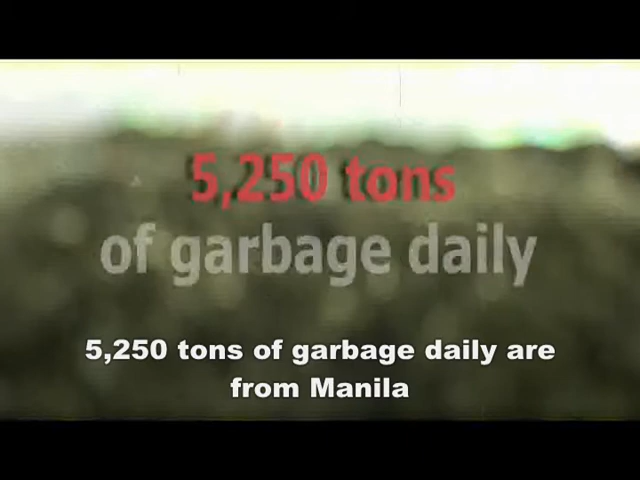 5,250 tons
of garbage daily
5,250 tons of garbage daily are
from Manila